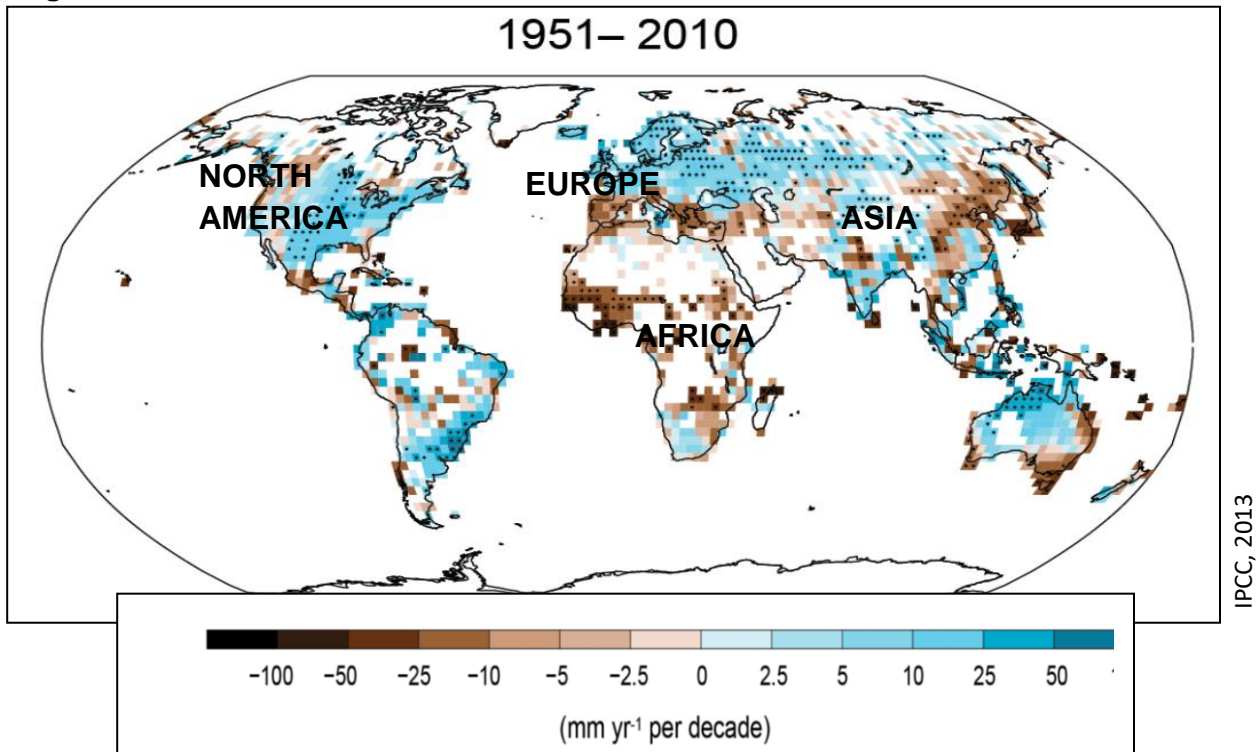 1951– 2010
NORTH
AMERICA
EUROPE
ASIA
AFRICA
IPCC, 2013
−100 −50 −25 −10 −5 −2.5 0 2.5 5 10 25 50
(mm yr-1 per decade)